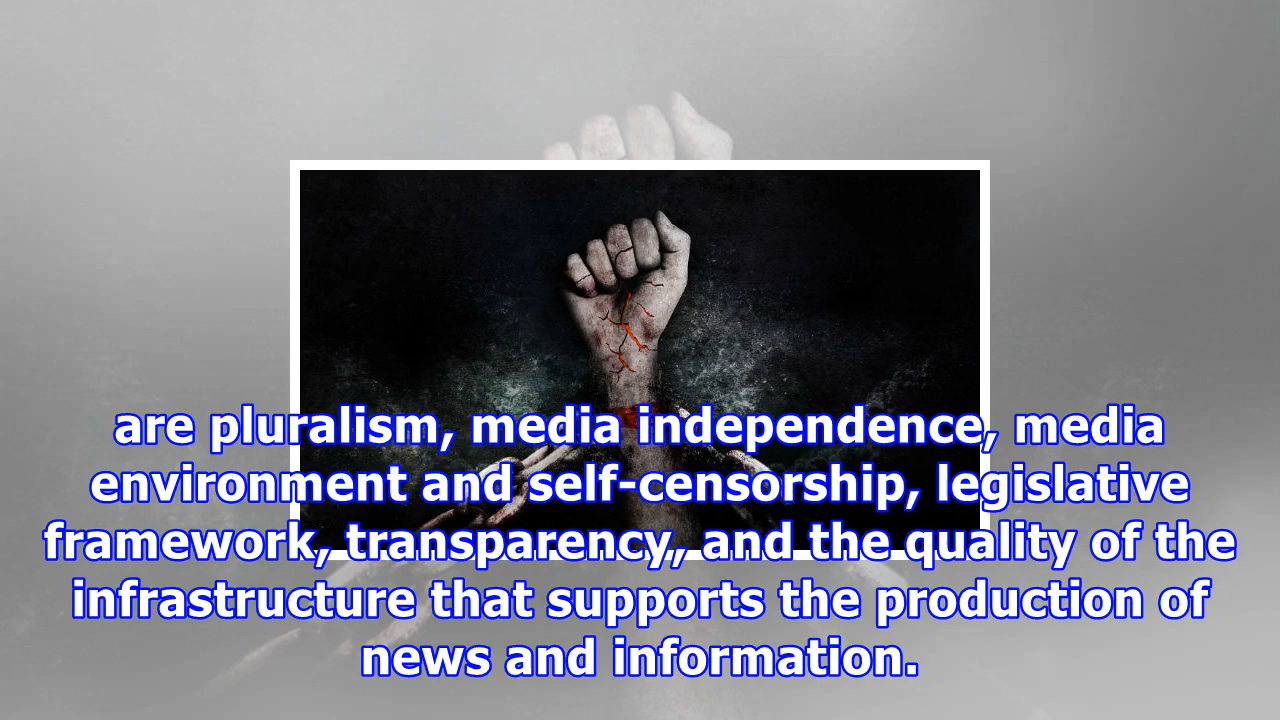 are pluralism, media independence, media
environment and self-censorship, legislative
framework, transparency, and the quality of the
infrastructure that supports the production of
news and information.